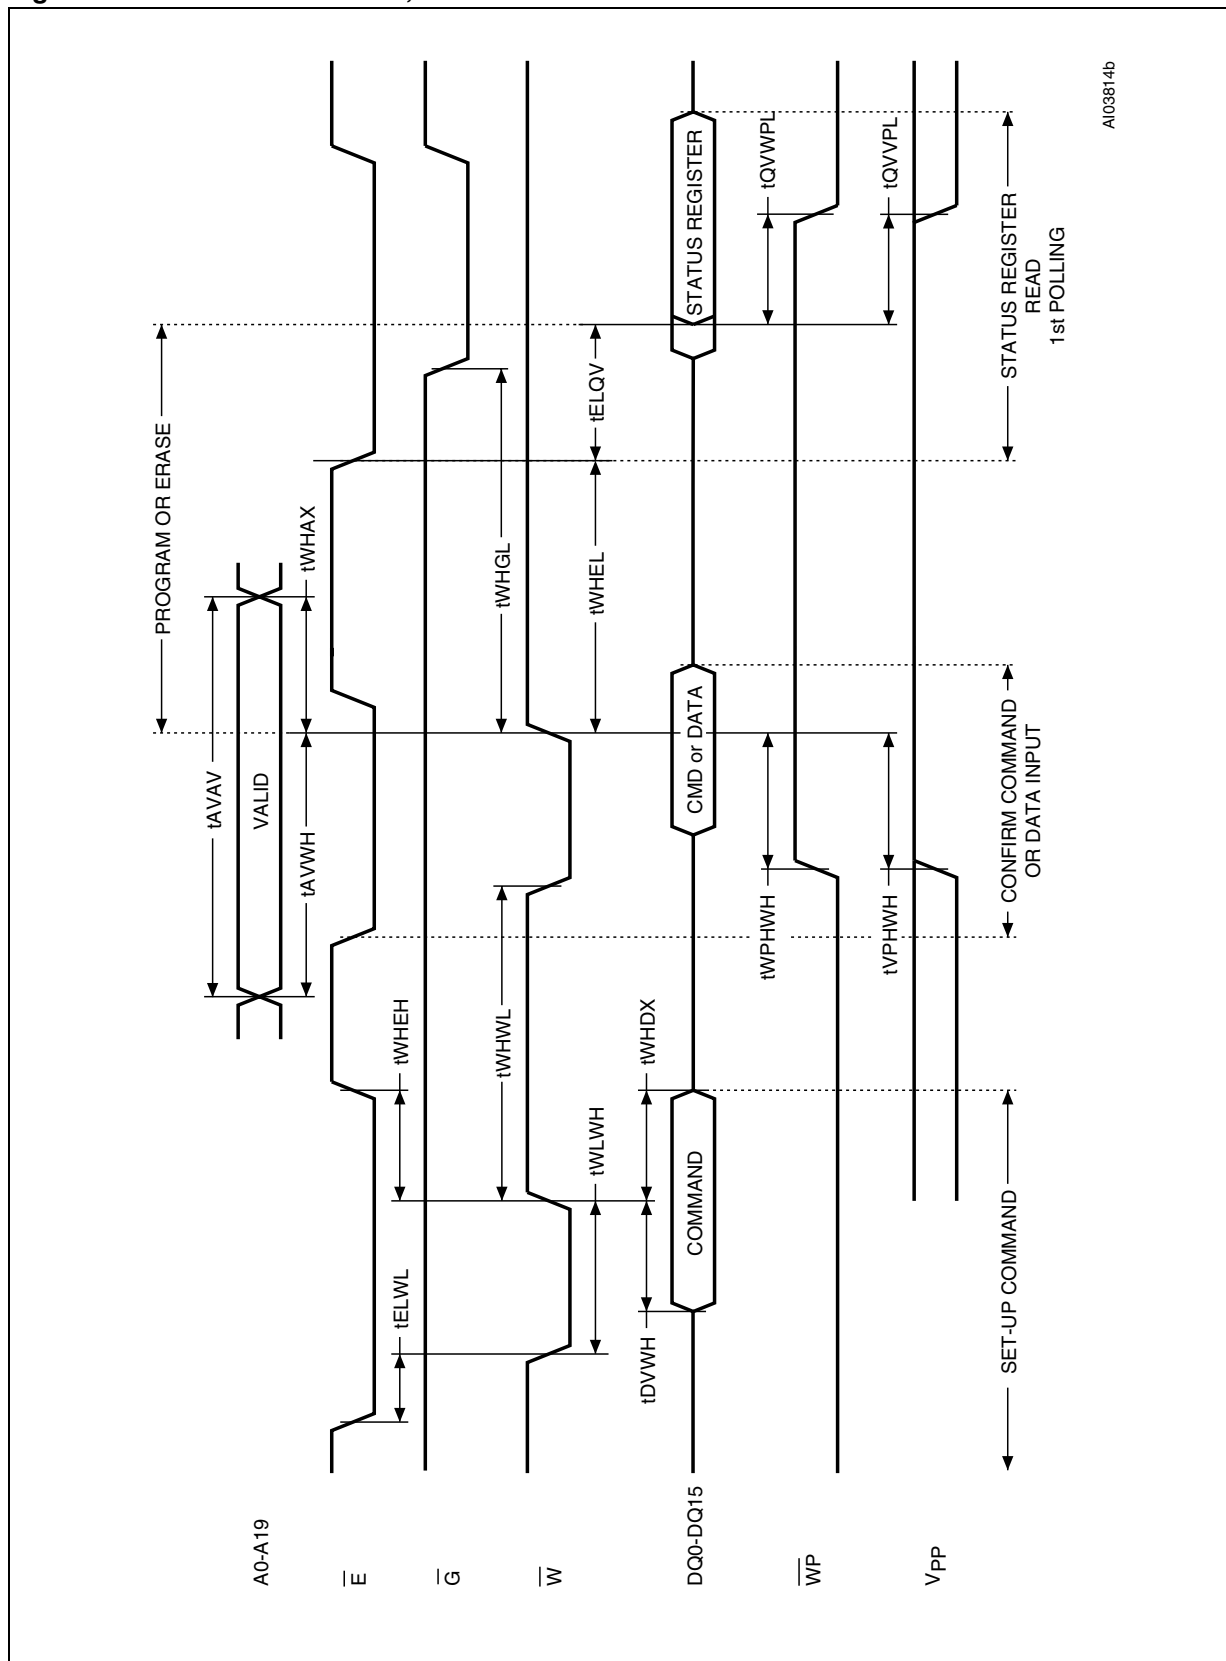 A0-A19
VALID
tAVAV
tAVWH
tWHAX
PROGRAM OR ERASE
E
tELWL
tWHEH
G
tWHWL
tWHGL
W
tWLWH
tWHEL
tELQV
tDVWH
tWHDX
DQ0-DQ15
COMMAND
CMD or DATA
STATUS REGISTER
WP
tWPHWH
tQVWPL
VPP
tVPHWH
tQVVPL
SET-UP COMMAND
CONFIRM COMMAND
OR DATA INPUT
STATUS REGISTER
READ
1st POLLING
AI03814b